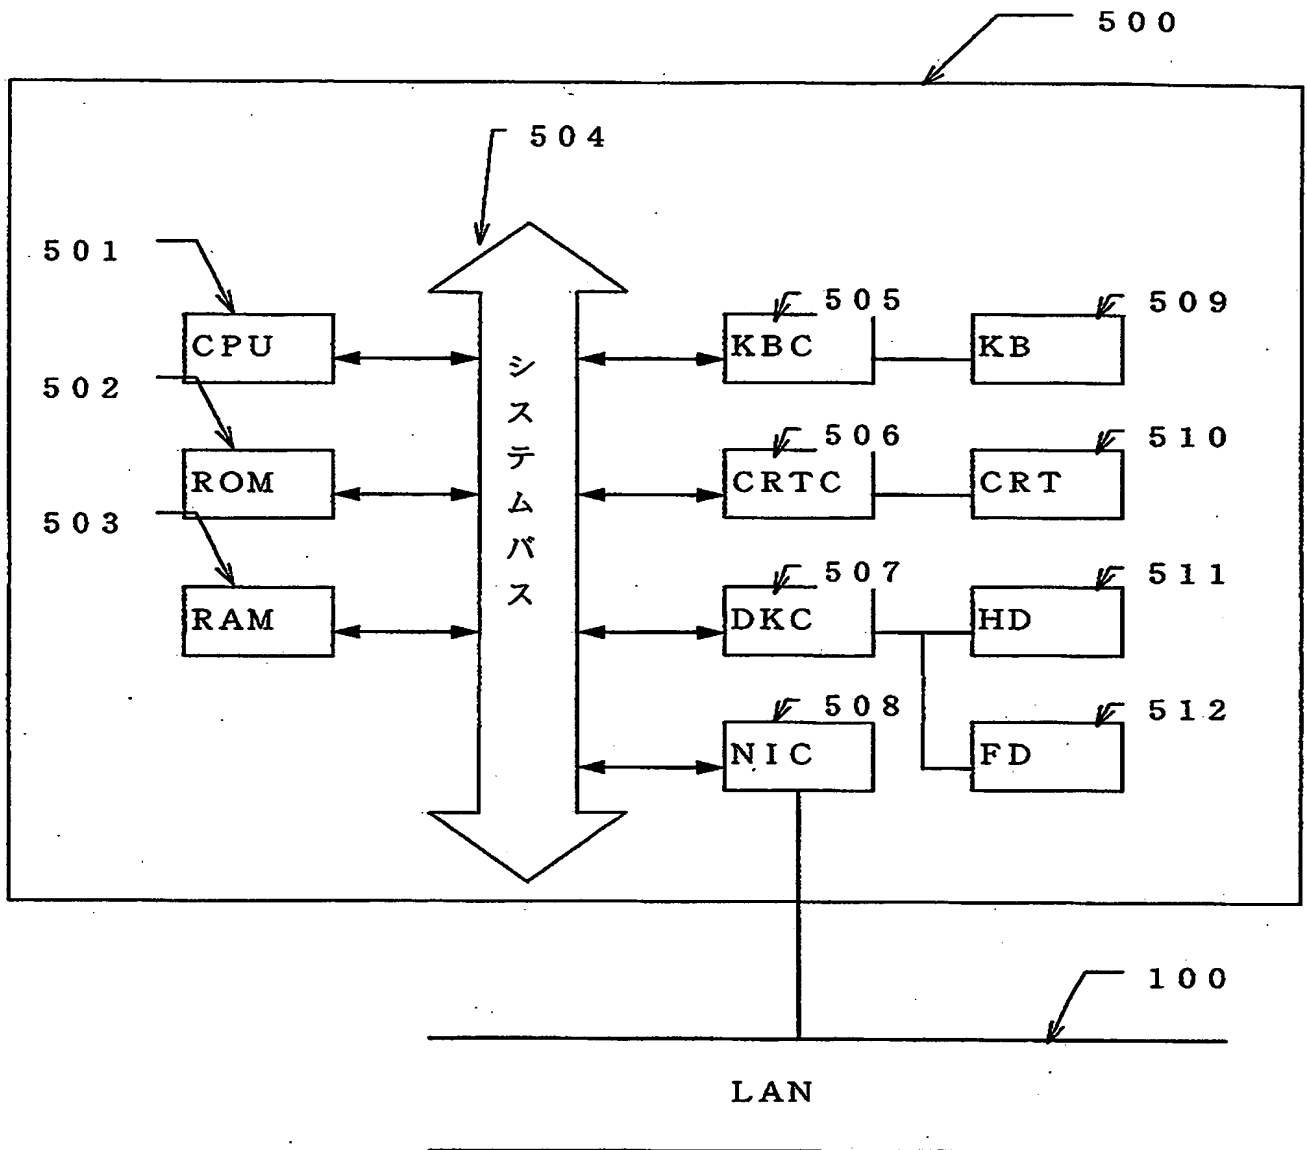 500
504
501
CPU
502
ROM
503
RAM
システムバス
505
KBC
509
KB
506
CRTC
510
CRT
507
DKC
511
HD
508
NIC
512
FD
100
LAN